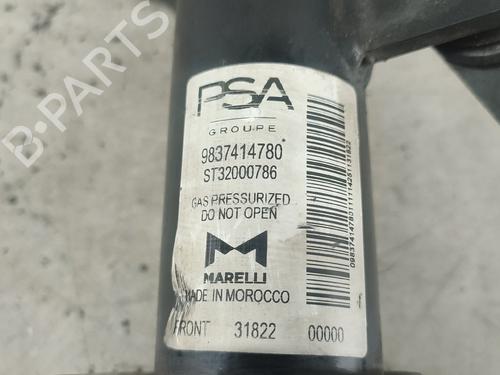 PSA
GROUPE
9837414780
ST32000786
GAS PRESSURIZED
DO NOT OPEN
MARELLI
MADE IN MOROCCO
FRONT 31822 00000
B-PARTS